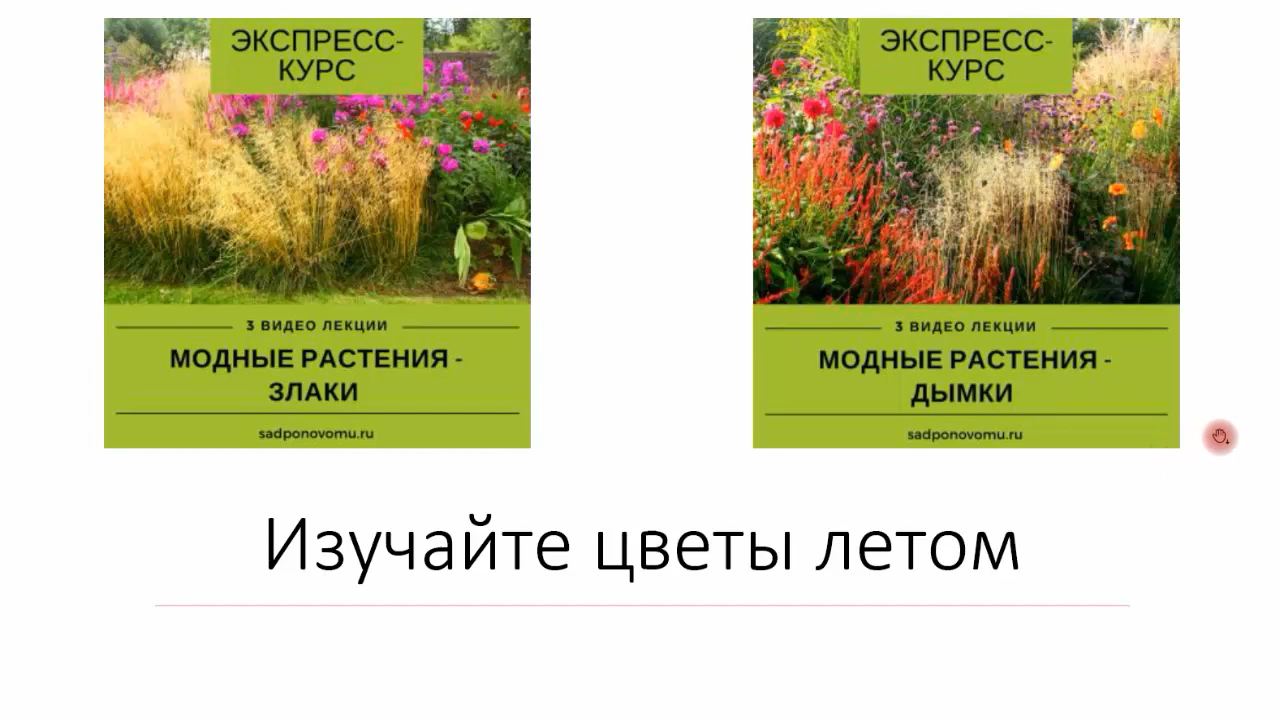 ЭКСПРЕСС-
КУРС
3 ВИДЕО ЛЕКЦИИ
МОДНЫЕ РАСТЕНИЯ -
ЗЛАКИ
sadponovomu.ru
ЭКСПРЕСС-
КУРС
3 ВИДЕО ЛЕКЦИИ
МОДНЫЕ РАСТЕНИЯ -
ДЫМКИ
sadponovomu.ru
Изучайте цветы летом